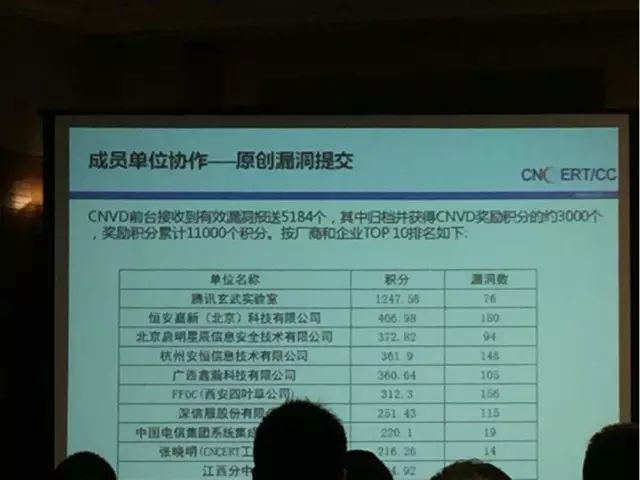 成员单位协作——原创漏洞提交
CNCERT/CC
CNVD前台接收到有效漏洞报送5184个，其中归档并获得CNVD奖励积分的约3000个
，奖励积分累计11000个积分。按厂商和企业TOP 10排名如下:
单位名称 积分 漏洞数
腾讯玄武实验室 1247.56 76
恒安嘉新（北京）科技有限公司 406.98 180
北京启明星辰信息安全技术有限公司 372.82 94
杭州安恒信息技术有限公司 361.9 148
广西鑫瀚科技有限公司 360.64 105
FFOC(西安四叶草公司) 312.3 156
深信服股份有限 251.43 115
中国电信集团系统集 220.1 19
张晓明(CNCERT工 216.26 14
江西分中 4.92